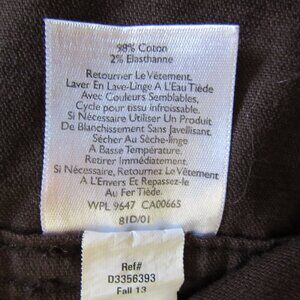 98% Cotton
2% Elasthanne
Retourner Le Vêtement,
Laver En Lave-Linge A L'Eau Tiède
Avec Couleurs Semblables,
Cycle pour tissu infroissable.
Si Nécessaire Utiliser Un Produit
De Blanchissement Sans Javellisant.
Sécher Au Sèche-linge
A Basse Température.
Retirer Immédiatement.
Si Nécessaire, Retournez Le Vêtement
A L'Envers Et Repassez-le
Au Fer Tiède.
WPL 9647 CA00665
81D/01
Ref#
D3356393
Fall 13